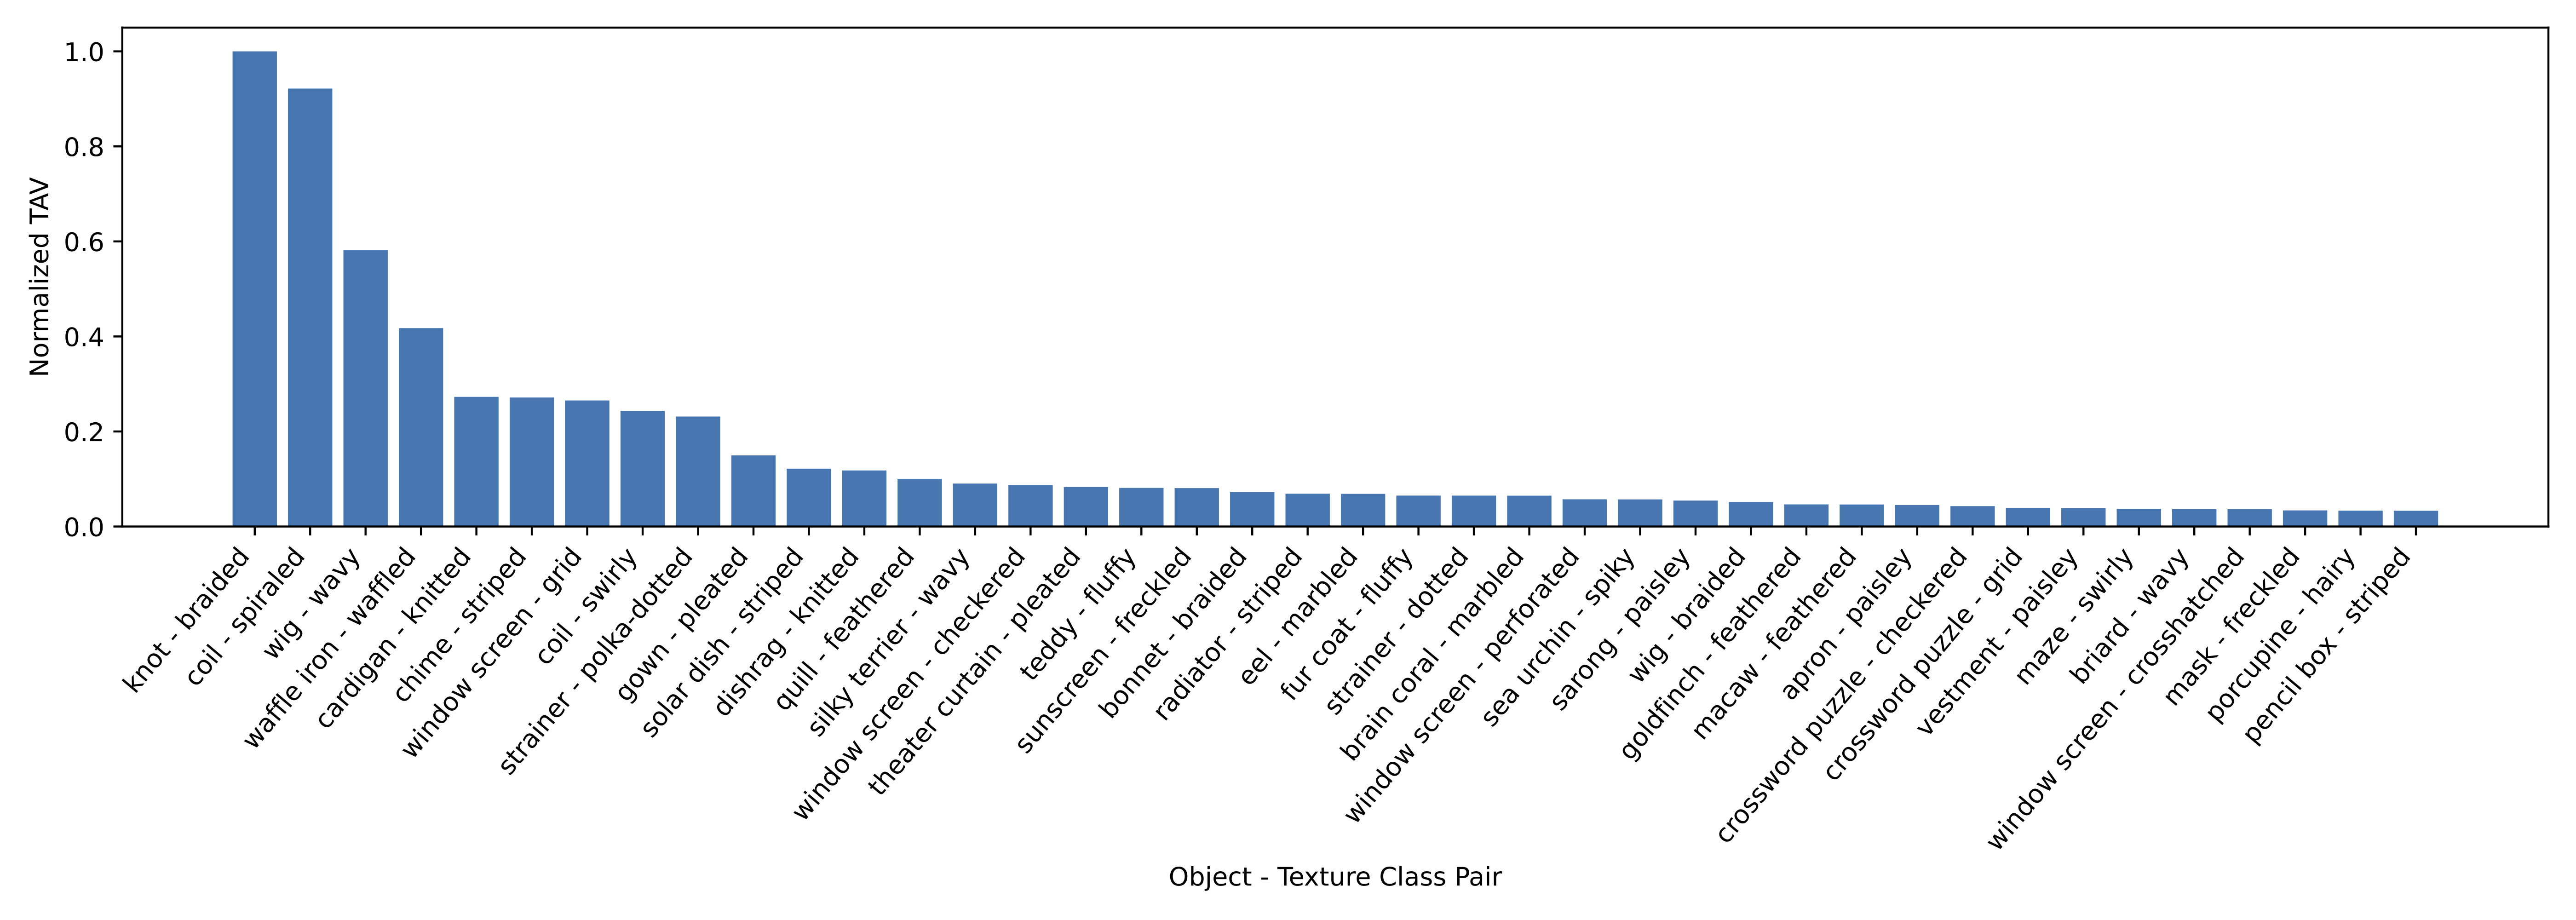 Normalized TAV
1.0
0.8
0.6
0.4
0.2
0.0
knot - braided
coil - spiraled
wig - wavy
waffle iron - waffled
cardigan - knitted
chime - striped
window screen - grid
coil - swirly
strainer - polka-dotted
gown - pleated
solar dish - striped
dishrag - knitted
quill - feathered
silky terrier - wavy
window screen - checkered
theater curtain - pleated
teddy - fluffy
sunscreen - freckled
bonnet - braided
radiator - striped
eel - marbled
fur coat - fluffy
strainer - dotted
brain coral - marbled
window screen - perforated
sea urchin - spiky
sarong - paisley
wig - braided
goldfinch - feathered
macaw - feathered
apron - paisley
crossword puzzle - checkered
crossword puzzle - grid
vestment - paisley
maze - swirly
briard - wavy
window screen - crosshatched
mask - freckled
porcupine - hairy
pencil box - striped
Object - Texture Class Pair